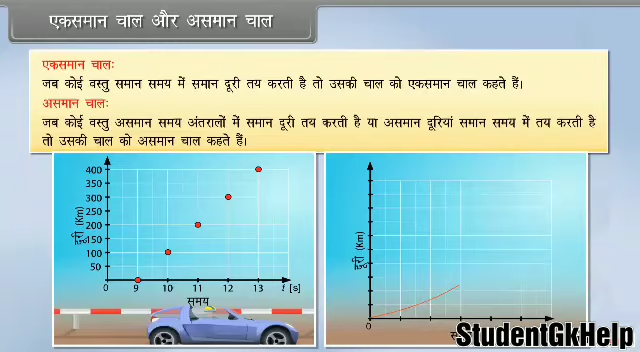 एकसमान चाल और असमान चाल
एकसमान चालः
जब कोई वस्तु समान समय में समान दूरी तय करती है तो उसकी चाल को एकसमान चाल कहते हैं।
असमान चालः
जब कोई वस्तु असमान समय अंतरालों में समान दूरी तय करती है या असमान दूरियां समान समय में तय करती है
तो उसकी चाल को असमान चाल कहते हैं।
400
350
300
250
200
150
100
50
दूरी (Km)
0 9 10 11 12 13 t [s]
समय
दूरी (Km)
0
StudentGkHelp